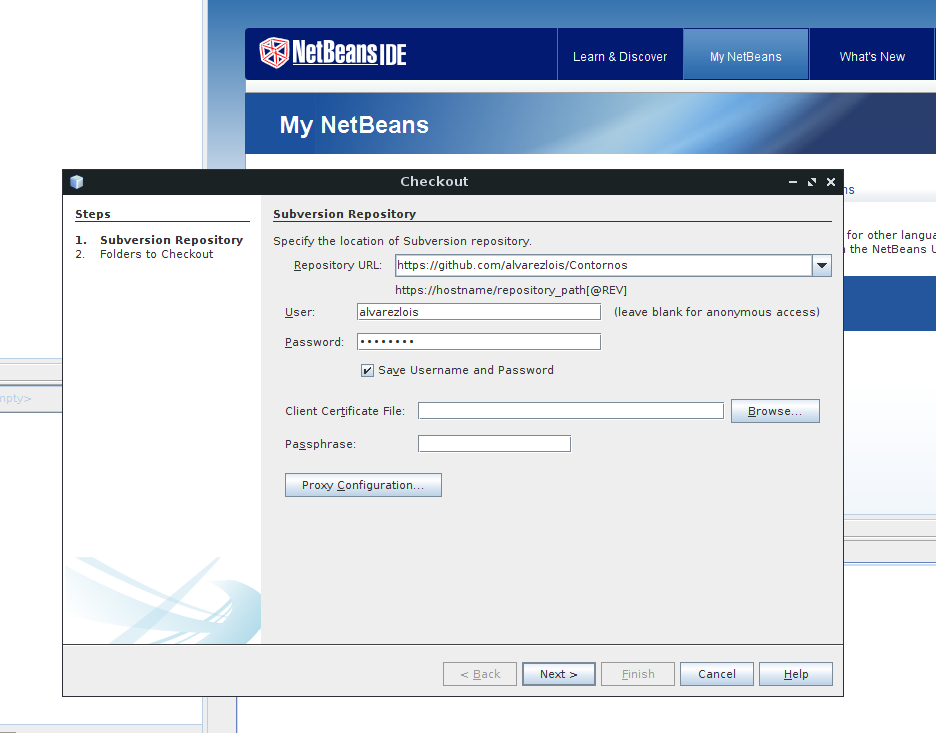 NetBeans IDE
Learn & Discover
My NetBeans
What's New
My NetBeans
Checkout
ns
Steps
1. Subversion Repository
2. Folders to Checkout
Subversion Repository
Specify the location of Subversion repository.
Repository URL: https://github.com/alvarezlois/Contornos
https://hostname/repository_path[@REV]
User: alvarezlois (leave blank for anonymous access)
Password: ••••••••
Save Username and Password
Client Certificate File: Browse...
Passphrase:
Proxy Configuration...
for other langua
the NetBeans U
mpty>
< Back Next > Finish Cancel Help